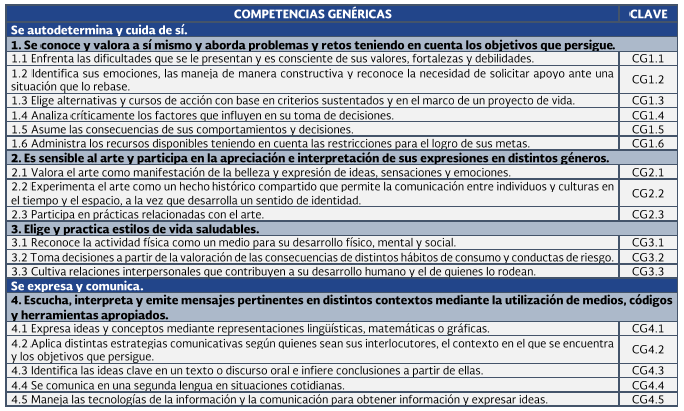 COMPETENCIAS GENÉRICAS CLAVE
Se autodetermina y cuida de sí.
1. Se conoce y valora a sí mismo y aborda problemas y retos teniendo en cuenta los objetivos que persigue.
1.1 Enfrenta las dificultades que se le presentan y es consciente de sus valores, fortalezas y debilidades. CG1.1
1.2 Identifica sus emociones, las maneja de manera constructiva y reconoce la necesidad de solicitar apoyo ante una
situación que lo rebase. CG1.2
1.3 Elige alternativas y cursos de acción con base en criterios sustentados y en el marco de un proyecto de vida. CG1.3
1.4 Analiza críticamente los factores que influyen en su toma de decisiones. CG1.4
1.5 Asume las consecuencias de sus comportamientos y decisiones. CG1.5
1.6 Administra los recursos disponibles teniendo en cuenta las restricciones para el logro de sus metas. CG1.6
2. Es sensible al arte y participa en la apreciación e interpretación de sus expresiones en distintos géneros.
2.1 Valora el arte como manifestación de la belleza y expresión de ideas, sensaciones y emociones. CG2.1
2.2 Experimenta el arte como un hecho histórico compartido que permite la comunicación entre individuos y culturas en
el tiempo y el espacio, a la vez que desarrolla un sentido de identidad. CG2.2
2.3 Participa en prácticas relacionadas con el arte. CG2.3
3. Elige y practica estilos de vida saludables.
3.1 Reconoce la actividad física como un medio para su desarrollo físico, mental y social. CG3.1
3.2 Toma decisiones a partir de la valoración de las consecuencias de distintos hábitos de consumo y conductas de riesgo. CG3.2
3.3 Cultiva relaciones interpersonales que contribuyen a su desarrollo humano y el de quienes lo rodean. CG3.3
Se expresa y comunica.
4. Escucha, interpreta y emite mensajes pertinentes en distintos contextos mediante la utilización de medios, códigos
y herramientas apropiados.
4.1 Expresa ideas y conceptos mediante representaciones lingüísticas, matemáticas o gráficas. CG4.1
4.2 Aplica distintas estrategias comunicativas según quienes sean sus interlocutores, el contexto en el que se encuentra
y los objetivos que persigue. CG4.2
4.3 Identifica las ideas clave en un texto o discurso oral e infiere conclusiones a partir de ellas. CG4.3
4.4 Se comunica en una segunda lengua en situaciones cotidianas. CG4.4
4.5 Maneja las tecnologías de la información y la comunicación para obtener información y expresar ideas. CG4.5